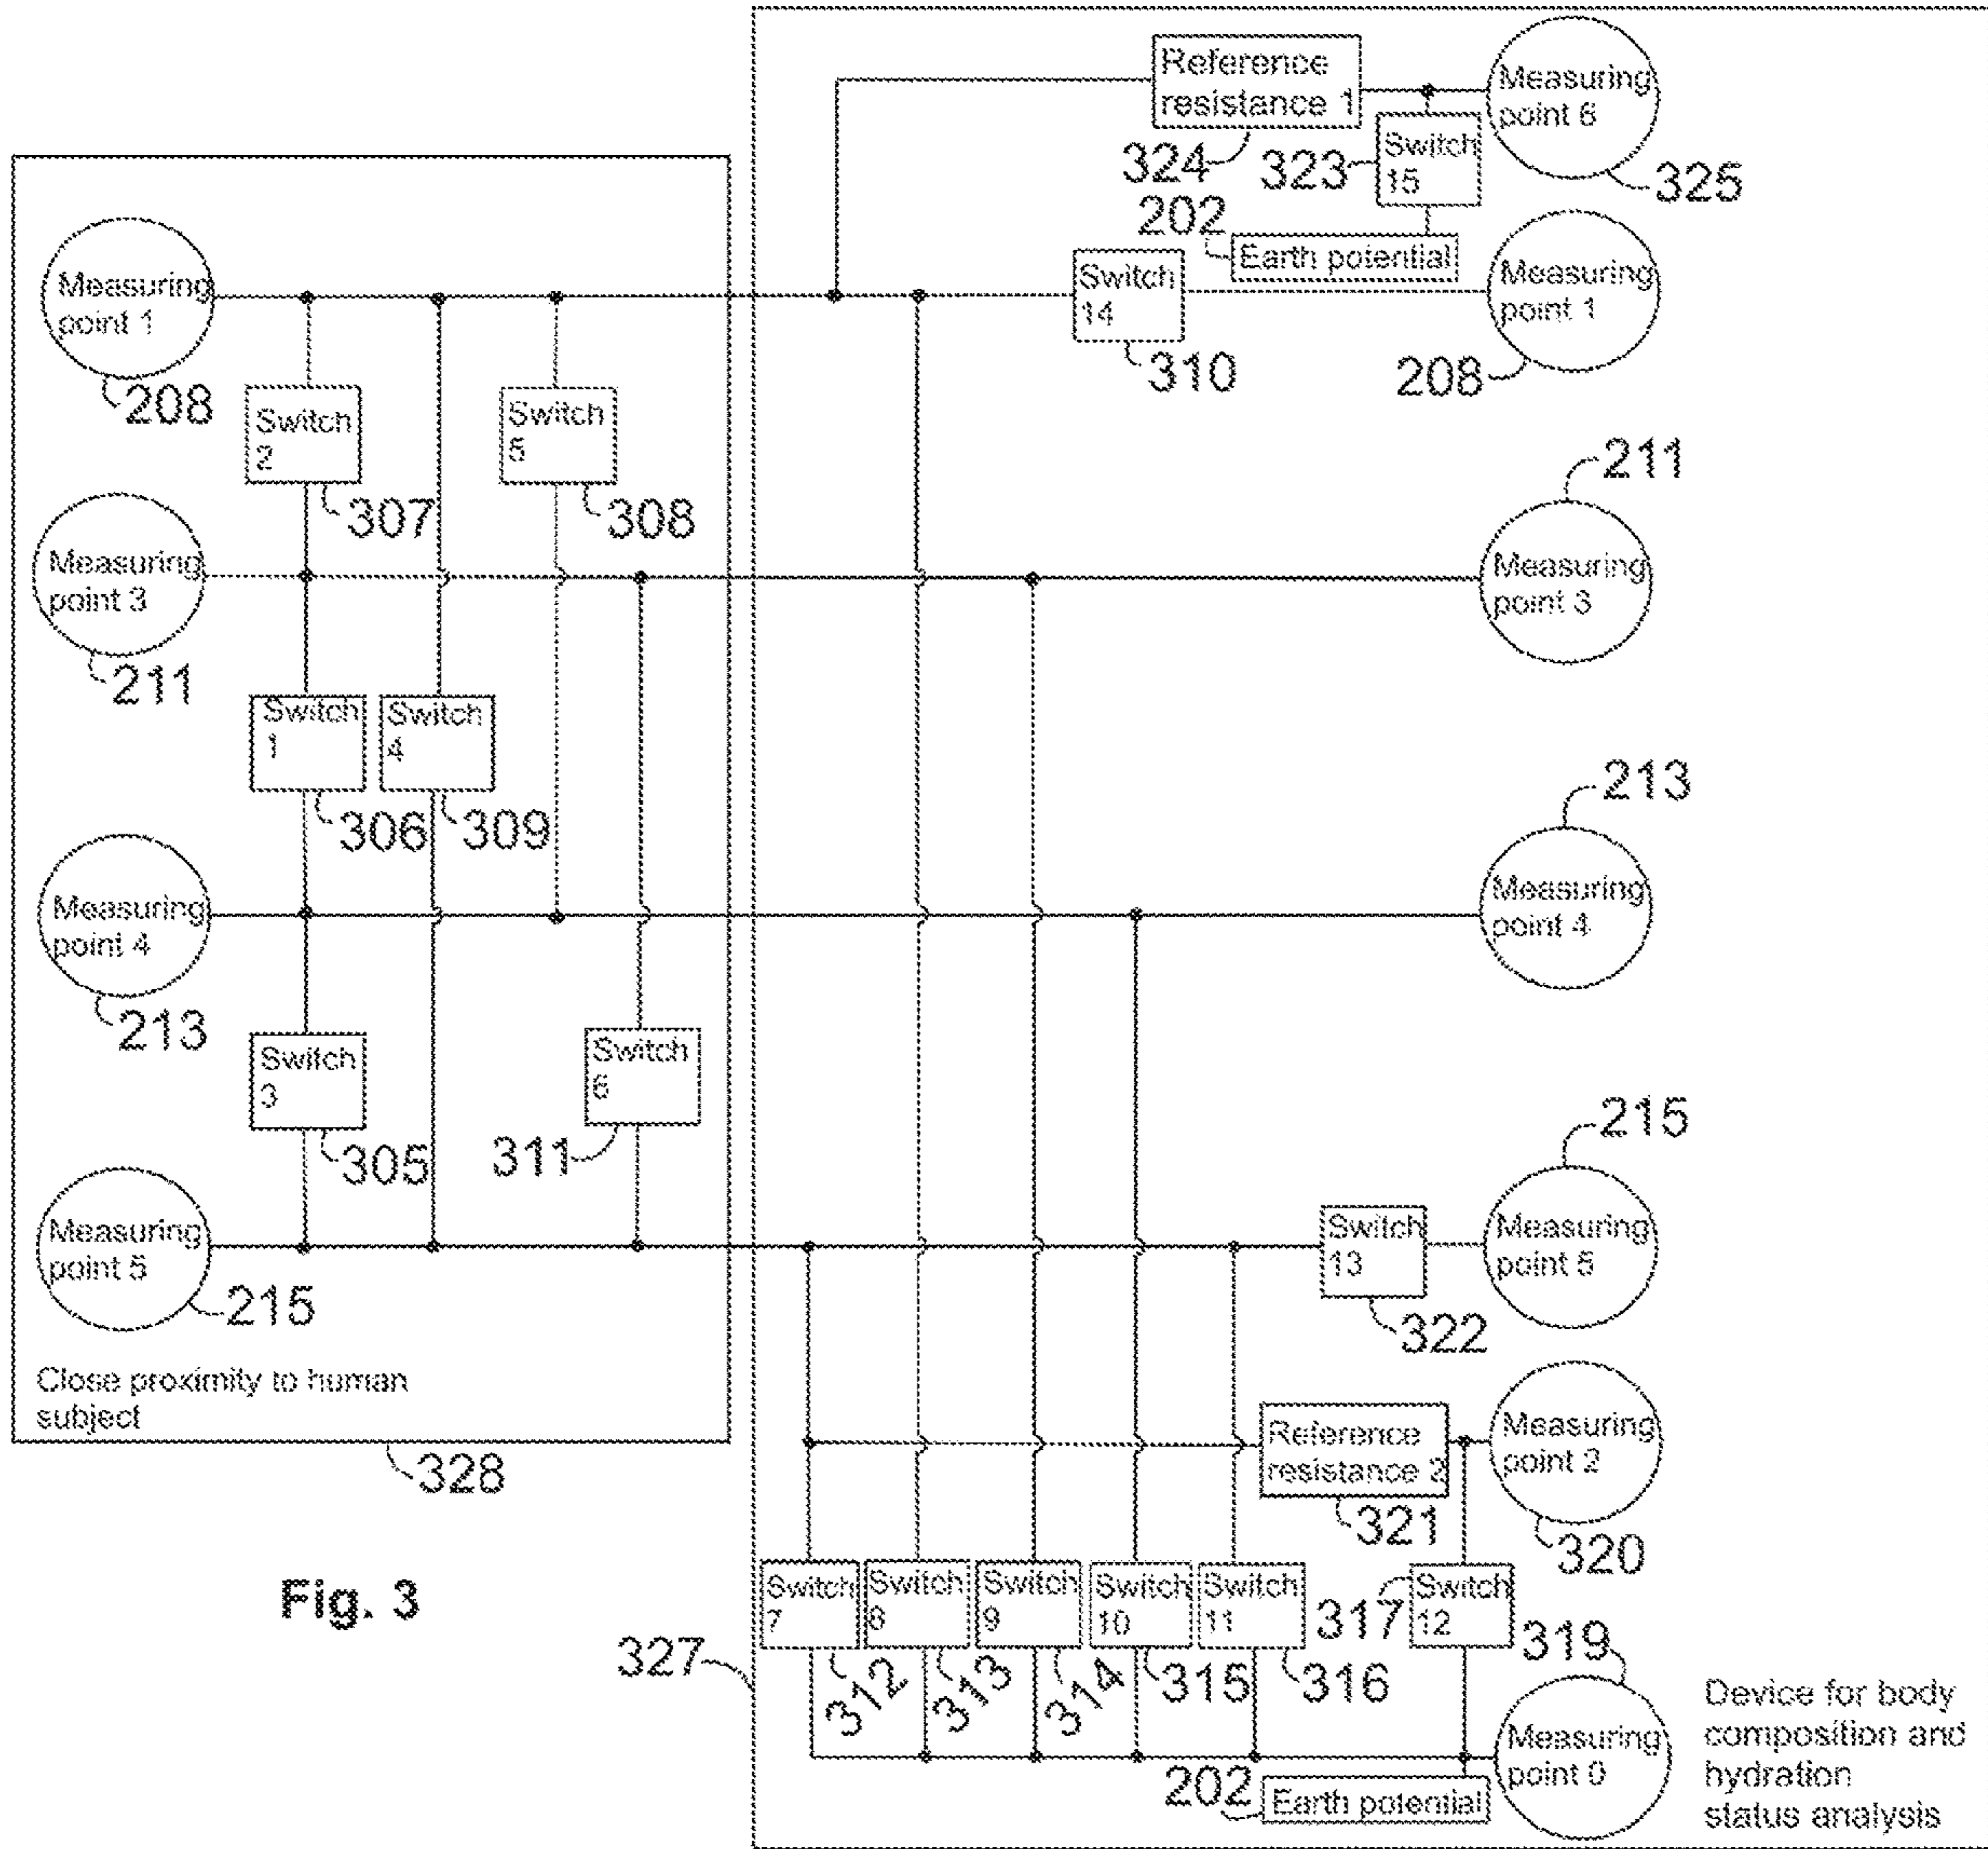 Reference
resistance 1
324
Measuring
point 6
325
Switch
15
323
202
Earth potential
Measuring
point 1
208
Switch
14
310
Measuring
point 1
208
Switch
2
307
Switch
5
308
Measuring
point 3
211
211
Measuring
point 3
Switch
1
306
Switch
4
309
213
Measuring
point 4
Measuring
point 4
213
Switch
3
305
Switch
6
311
215
Measuring
point 5
215
Switch
13
322
Measuring
point 5
Close proximity to human
subject
328
Reference
resistance 2
321
Measuring
point 2
320
Fig. 3
327
Switch
7
312
Switch
8
313
Switch
9
314
Switch
10
315
Switch
11
316
317
Switch
12
319
Measuring
point 0
202
Earth potential
Device for body
composition and
hydration
status analysis